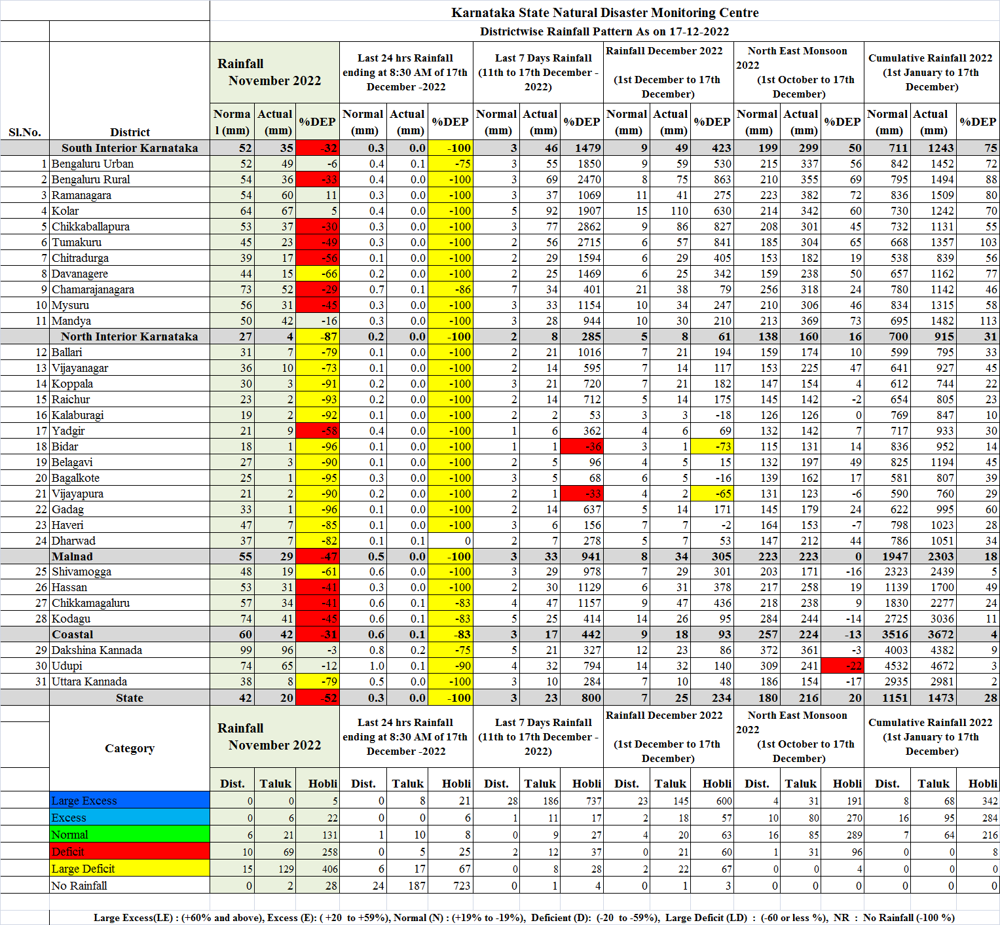 Karnataka State Natural Disaster Monitoring Centre
Districtwise Rainfall Pattern As on 17-12-2022
Sl.No. District Rainfall November 2022 Last 24 hrs Rainfall ending at 8:30 AM of 17th December -2022 Last 7 Days Rainfall (11th to 17th December - 2022) Rainfall December 2022 (1st December to 17th December) North East Monsoon 2022 (1st October to 17th December) Cumulative Rainfall 2022 (1st January to 17th December)
Norma l (mm) Actual (mm) %DEP Normal (mm) Actual (mm) %DEP Normal (mm) Actual (mm) %DEP Normal (mm) Actual (mm) %DEP Normal (mm) Actual (mm) %DEP Normal (mm) Actual (mm) %DEP
South Interior Karnataka 52 35 -32 0.3 0.0 -100 3 46 1479 9 49 423 199 299 50 711 1243 75
1 Bengaluru Urban 52 49 -6 0.4 0.1 -75 3 55 1850 9 59 530 215 337 56 842 1452 72
2 Bengaluru Rural 54 36 -33 0.4 0.0 -100 3 69 2470 8 75 863 210 355 69 795 1494 88
3 Ramanagara 54 60 11 0.3 0.0 -100 3 37 1069 11 41 275 223 382 72 836 1509 80
4 Kolar 64 67 5 0.4 0.0 -100 5 92 1907 15 110 630 214 342 60 730 1242 70
5 Chikkaballapura 53 37 -30 0.3 0.0 -100 3 77 2862 9 86 827 208 301 45 732 1131 55
6 Tumakuru 45 23 -49 0.3 0.0 -100 2 56 2715 6 57 841 185 304 65 668 1357 103
7 Chitradurga 39 17 -56 0.1 0.0 -100 2 29 1594 6 29 405 153 182 19 538 839 56
8 Davanagere 44 15 -66 0.2 0.0 -100 2 25 1469 6 25 342 159 238 50 657 1162 77
9 Chamarajanagara 73 52 -29 0.7 0.1 -86 7 34 401 21 38 79 256 318 24 780 1142 46
10 Mysuru 56 31 -45 0.3 0.0 -100 3 33 1154 10 34 247 210 306 46 834 1315 58
11 Mandya 50 42 -16 0.3 0.0 -100 3 28 944 10 30 210 213 369 73 695 1482 113
North Interior Karnataka 27 4 -87 0.2 0.0 -100 2 8 285 5 8 61 138 160 16 700 915 31
12 Ballari 31 7 -79 0.1 0.0 -100 2 21 1016 7 21 194 159 174 10 599 795 33
13 Vijayanagar 36 10 -73 0.1 0.0 -100 2 14 595 7 14 117 153 225 47 641 927 45
14 Koppala 30 3 -91 0.2 0.0 -100 3 21 720 7 21 182 147 154 4 612 744 22
15 Raichur 23 2 -93 0.2 0.0 -100 2 14 712 5 14 175 145 142 -2 654 805 23
16 Kalaburagi 19 2 -92 0.1 0.0 -100 2 2 53 3 3 -18 126 126 0 769 847 10
17 Yadgir 21 9 -58 0.4 0.0 -100 1 6 362 4 6 69 132 142 7 717 933 30
18 Bidar 18 1 -96 0.1 0.0 -100 1 1 -36 3 1 -73 115 131 14 836 952 14
19 Belagavi 27 3 -90 0.1 0.0 -100 2 5 96 4 5 15 132 197 49 825 1194 45
20 Bagalkote 25 1 -95 0.3 0.0 -100 3 5 68 6 5 -16 139 162 17 581 807 39
21 Vijayapura 21 2 -90 0.2 0.0 -100 2 1 -33 4 2 -65 131 123 -6 590 760 29
22 Gadag 33 1 -96 0.1 0.0 -100 2 14 637 5 14 171 145 179 24 622 995 60
23 Haveri 47 7 -85 0.1 0.0 -100 3 6 156 7 7 -2 164 153 -7 798 1023 28
24 Dharwad 37 7 -82 0.1 0.1 0 2 7 278 5 7 53 147 212 44 786 1051 34
Malnad 55 29 -47 0.5 0.0 -100 3 33 941 8 34 305 223 223 0 1947 2303 18
25 Shivamogga 48 19 -61 0.6 0.0 -100 3 29 978 7 29 301 203 171 -16 2323 2439 5
26 Hassan 53 31 -41 0.3 0.0 -100 2 30 1129 6 31 378 217 258 19 1139 1700 49
27 Chikkamagaluru 57 34 -41 0.6 0.1 -83 4 47 1157 9 47 436 218 238 9 1830 2277 24
28 Kodagu 74 41 -45 0.6 0.1 -83 5 25 414 14 26 95 284 244 -14 2725 3036 11
Coastal 60 42 -31 0.6 0.1 -83 3 17 442 9 18 93 257 224 -13 3516 3672 4
29 Dakshina Kannada 99 96 -3 0.8 0.2 -75 5 21 327 12 23 86 372 361 -3 4003 4382 9
30 Udupi 74 65 -12 1.0 0.1 -90 4 32 794 14 32 140 309 241 -22 4532 4672 3
31 Uttara Kannada 38 8 -79 0.5 0.0 -100 3 10 284 7 10 48 186 154 -17 2935 2981 2
State 42 20 -52 0.3 0.0 -100 3 23 800 7 25 234 180 216 20 1151 1473 28
Category Rainfall November 2022 Last 24 hrs Rainfall ending at 8:30 AM of 17th December -2022 Last 7 Days Rainfall (11th to 17th December - 2022) Rainfall December 2022 (1st December to 17th December) North East Monsoon 2022 (1st October to 17th December) Cumulative Rainfall 2022 (1st January to 17th December)
Dist. Taluk Hobli Dist. Taluk Hobli Dist. Taluk Hobli Dist. Taluk Hobli Dist. Taluk Hobli Dist. Taluk Hobli
Large Excess 0 0 5 0 8 21 28 186 737 23 145 600 4 31 191 8 68 342
Excess 0 6 22 0 0 6 1 11 17 2 18 57 10 80 270 16 95 284
Normal 6 21 131 1 10 8 0 9 27 4 20 63 16 85 289 7 64 216
Deficit 10 69 258 0 5 25 2 12 37 0 21 60 1 31 96 0 0 8
Large Deficit 15 129 406 6 17 67 0 8 28 2 22 67 0 0 4 0 0 0
No Rainfall 0 2 28 24 187 723 0 1 4 0 1 3 0 0 0 0 0 0
Large Excess(LE) : (+60% and above), Excess (E): ( +20 to +59%), Normal (N) : (+19% to -19%), Deficient (D): (-20 to -59%), Large Deficit (LD) : (-60 or less %), NR : No Rainfall (-100 %)